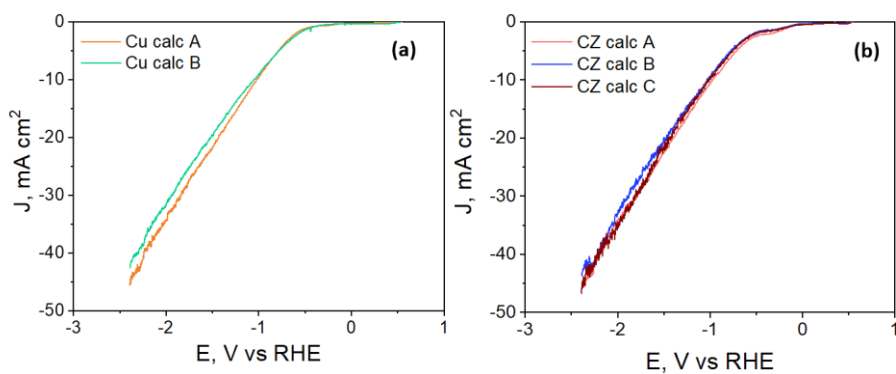 (a)
Cu calc A
Cu calc B
J, mA cm²
0
-10
-20
-30
-40
-50
-3
-2
-1
0
1
E, V vs RHE
(b)
CZ calc A
CZ calc B
CZ calc C
J, mA cm²
0
-10
-20
-30
-40
-50
-3
-2
-1
0
1
E, V vs RHE